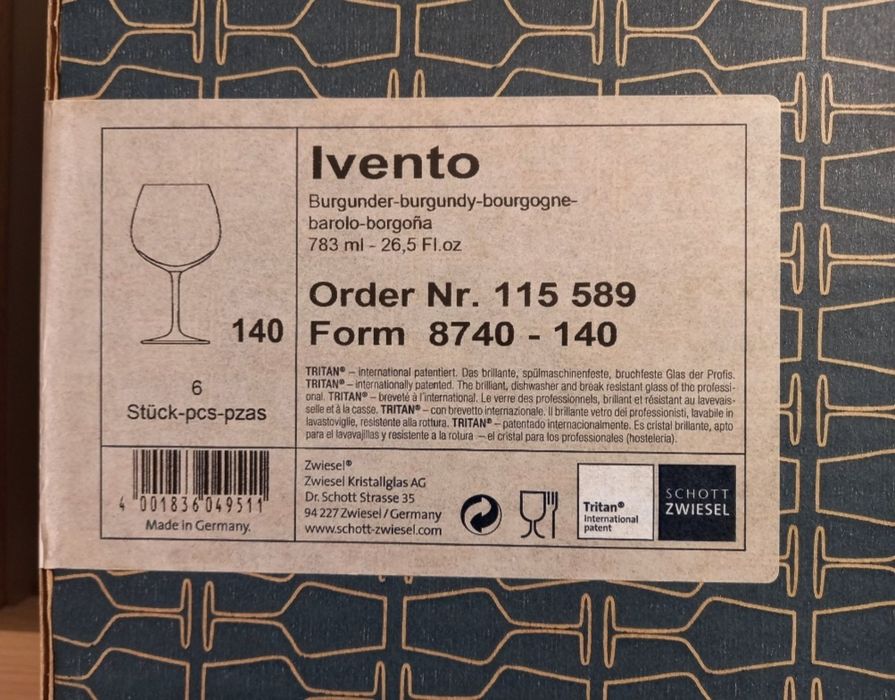 Ivento
Burgunder-burgundy-bourgogne-
barolo-borgoña
783 ml - 26,5 Fl.oz
140
Order Nr. 115 589
Form 8740 - 140
6
Stück-pcs-pzas
TRITAN® – international patentiert. Das brillante, spülmaschinenfeste, bruchfeste Glas der Profis.
TRITAN® – internationally patented. The brilliant, dishwasher and break resistant glass of the professi-
onal. TRITAN® – breveté à l'international. Le verre des professionnels, brillant et résistant au lavevais-
selle et à la casse. TRITAN® – con brevetto internazionale. Il brillante vetro dei professionisti, lavabile in
lavastoviglie, resistente alla rottura. TRITAN® – patentado internacionalmente. Es cristal brillante, apto
para el lavavajillas y resistente a la rotura – el cristal para los professionales (hosteleria).
4 001836 049511
Made in Germany.
Zwiesel®
Zwiesel Kristallglas AG
Dr. Schott Strasse 35
94 227 Zwiesel / Germany
www.schott-zwiesel.com
Tritan®
International
patent
SCHOTT
ZWIESEL